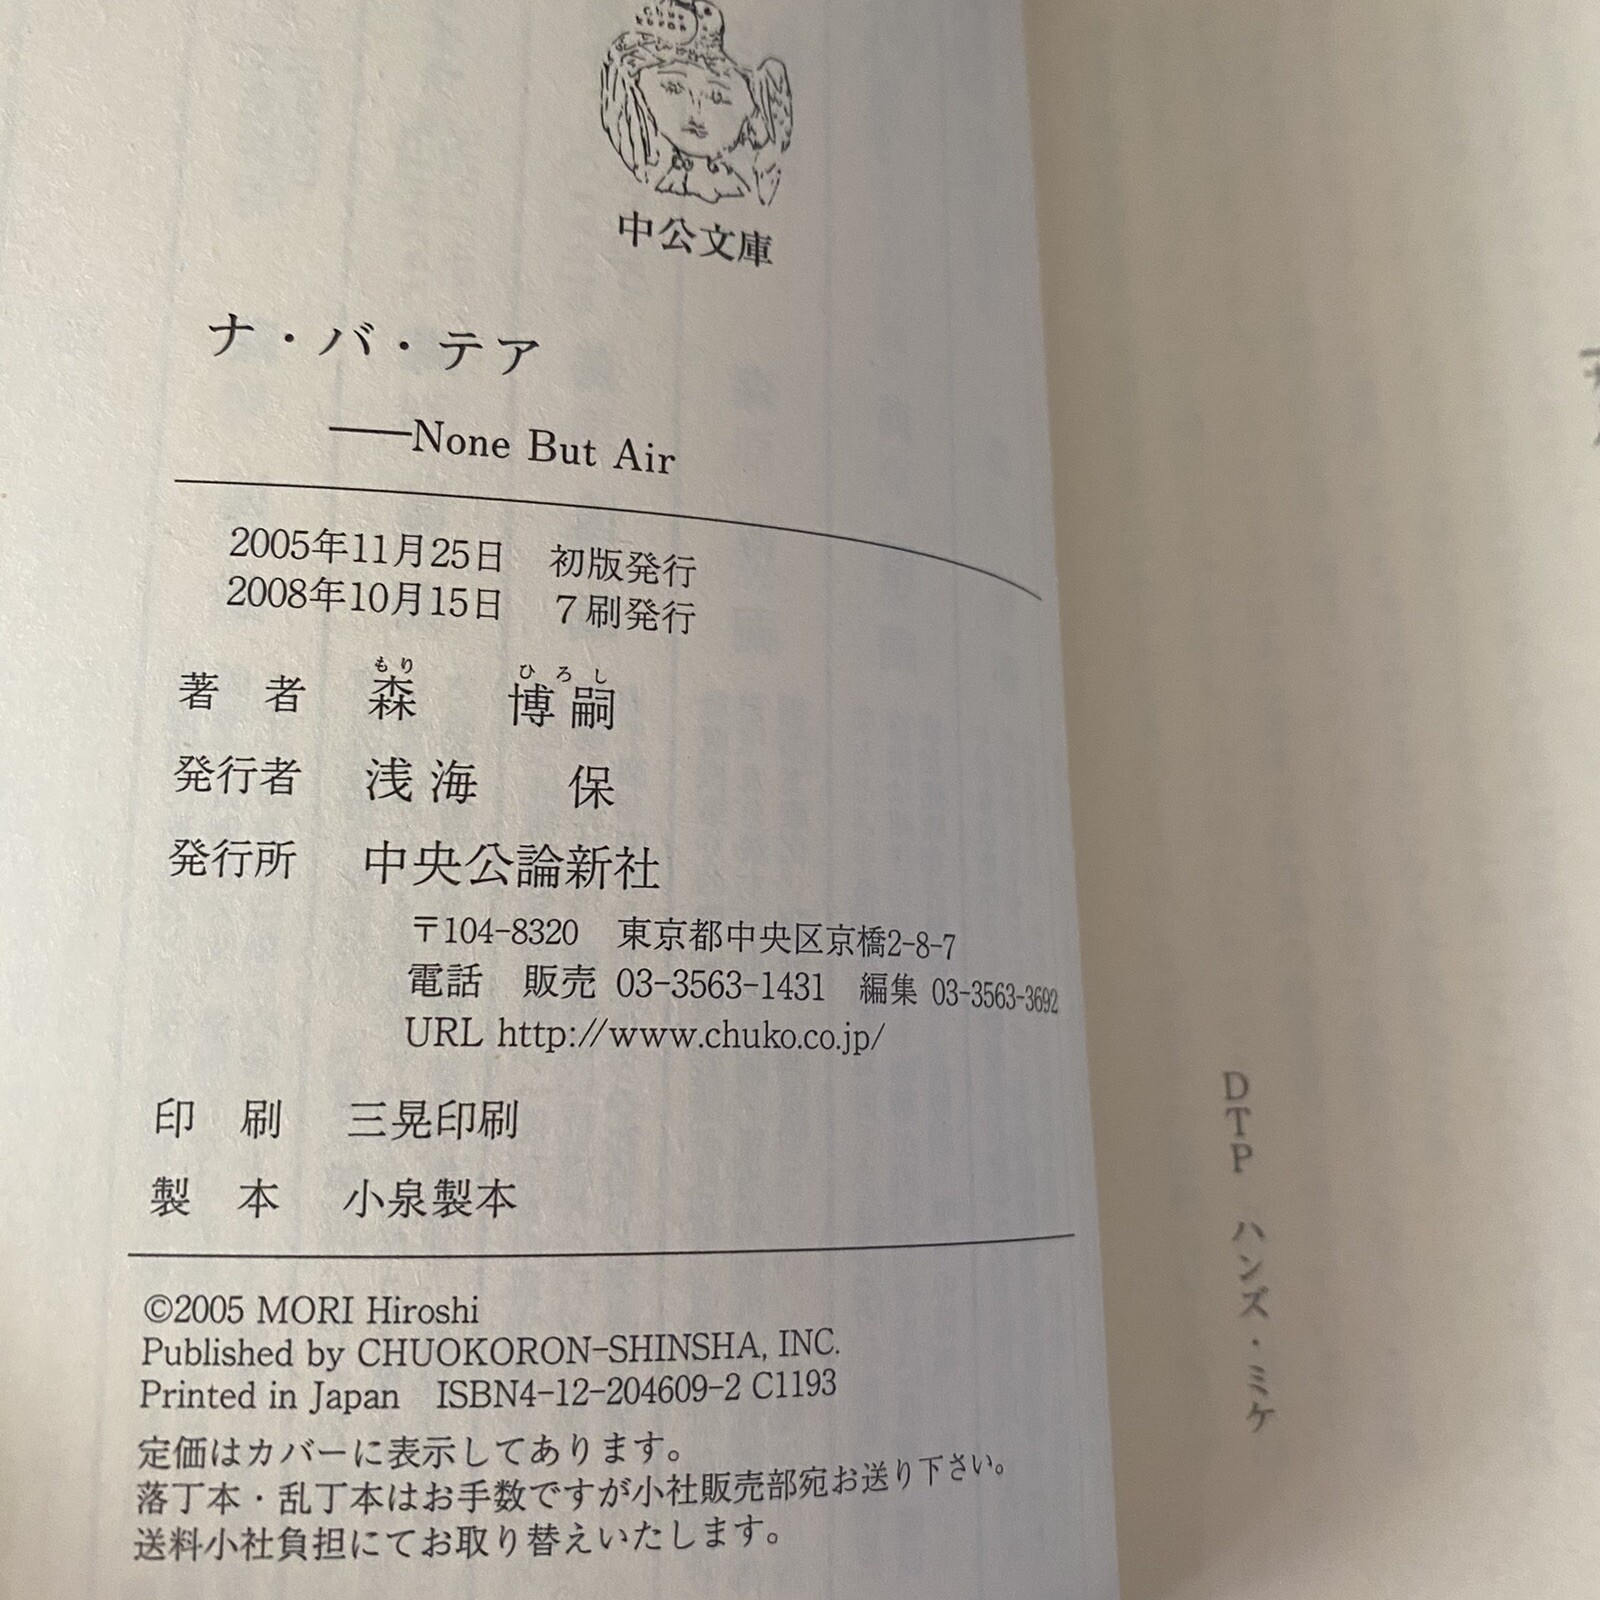 中公文庫
ナ・バ・テア
——None But Air
2005年11月25日　初版発行
2008年10月15日　７刷発行
もり　ひろし
著　者　森　博嗣
発行者　浅海　保
発行所　中央公論新社
〒104-8320　東京都中央区京橋2-8-7
電話　販売 03-3563-1431　編集 03-3563-3692
URL http://www.chuko.co.jp/
印　刷　三晃印刷
製　本　小泉製本
©2005 MORI Hiroshi
Published by CHUOKORON-SHINSHA, INC.
Printed in Japan　ISBN4-12-204609-2 C1193
定価はカバーに表示してあります。
落丁本・乱丁本はお手数ですが小社販売部宛お送り下さい。
送料小社負担にてお取り替えいたします。
DTP　ハンズ・ミケ